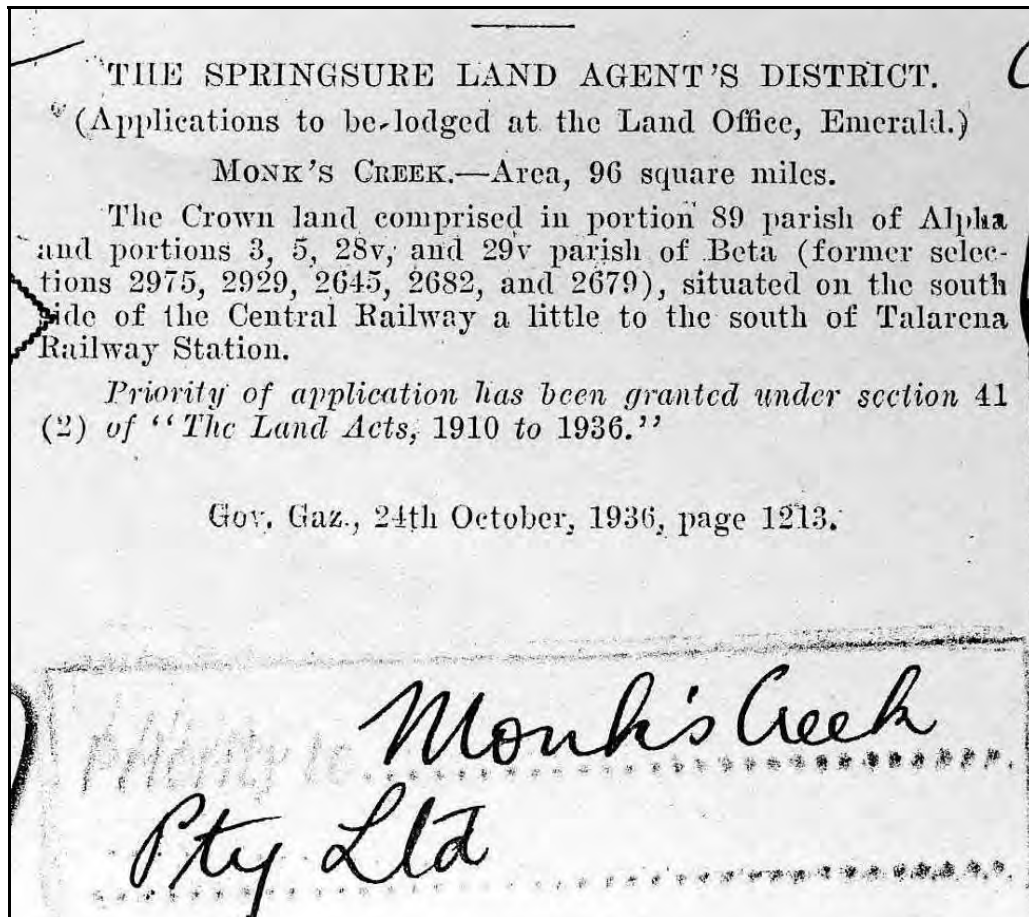 THE SPRINGSURE LAND AGENT'S DISTRICT.
(Applications to be lodged at the Land Office, Emerald.)
MONK'S CREEK.—Area, 96 square miles.
The Crown land comprised in portion 89 parish of Alpha
and portions 3, 5, 28v, and 29v parish of Beta (former selec-
tions 2975, 2929, 2645, 2682, and 2679), situated on the south
side of the Central Railway a little to the south of Talarena
Railway Station.
Priority of application has been granted under section 41
(2) of "The Land Acts, 1910 to 1936."
Gov. Gaz., 24th October, 1936, page 1213.
Priority to Monk's Creek
Pty Ltd